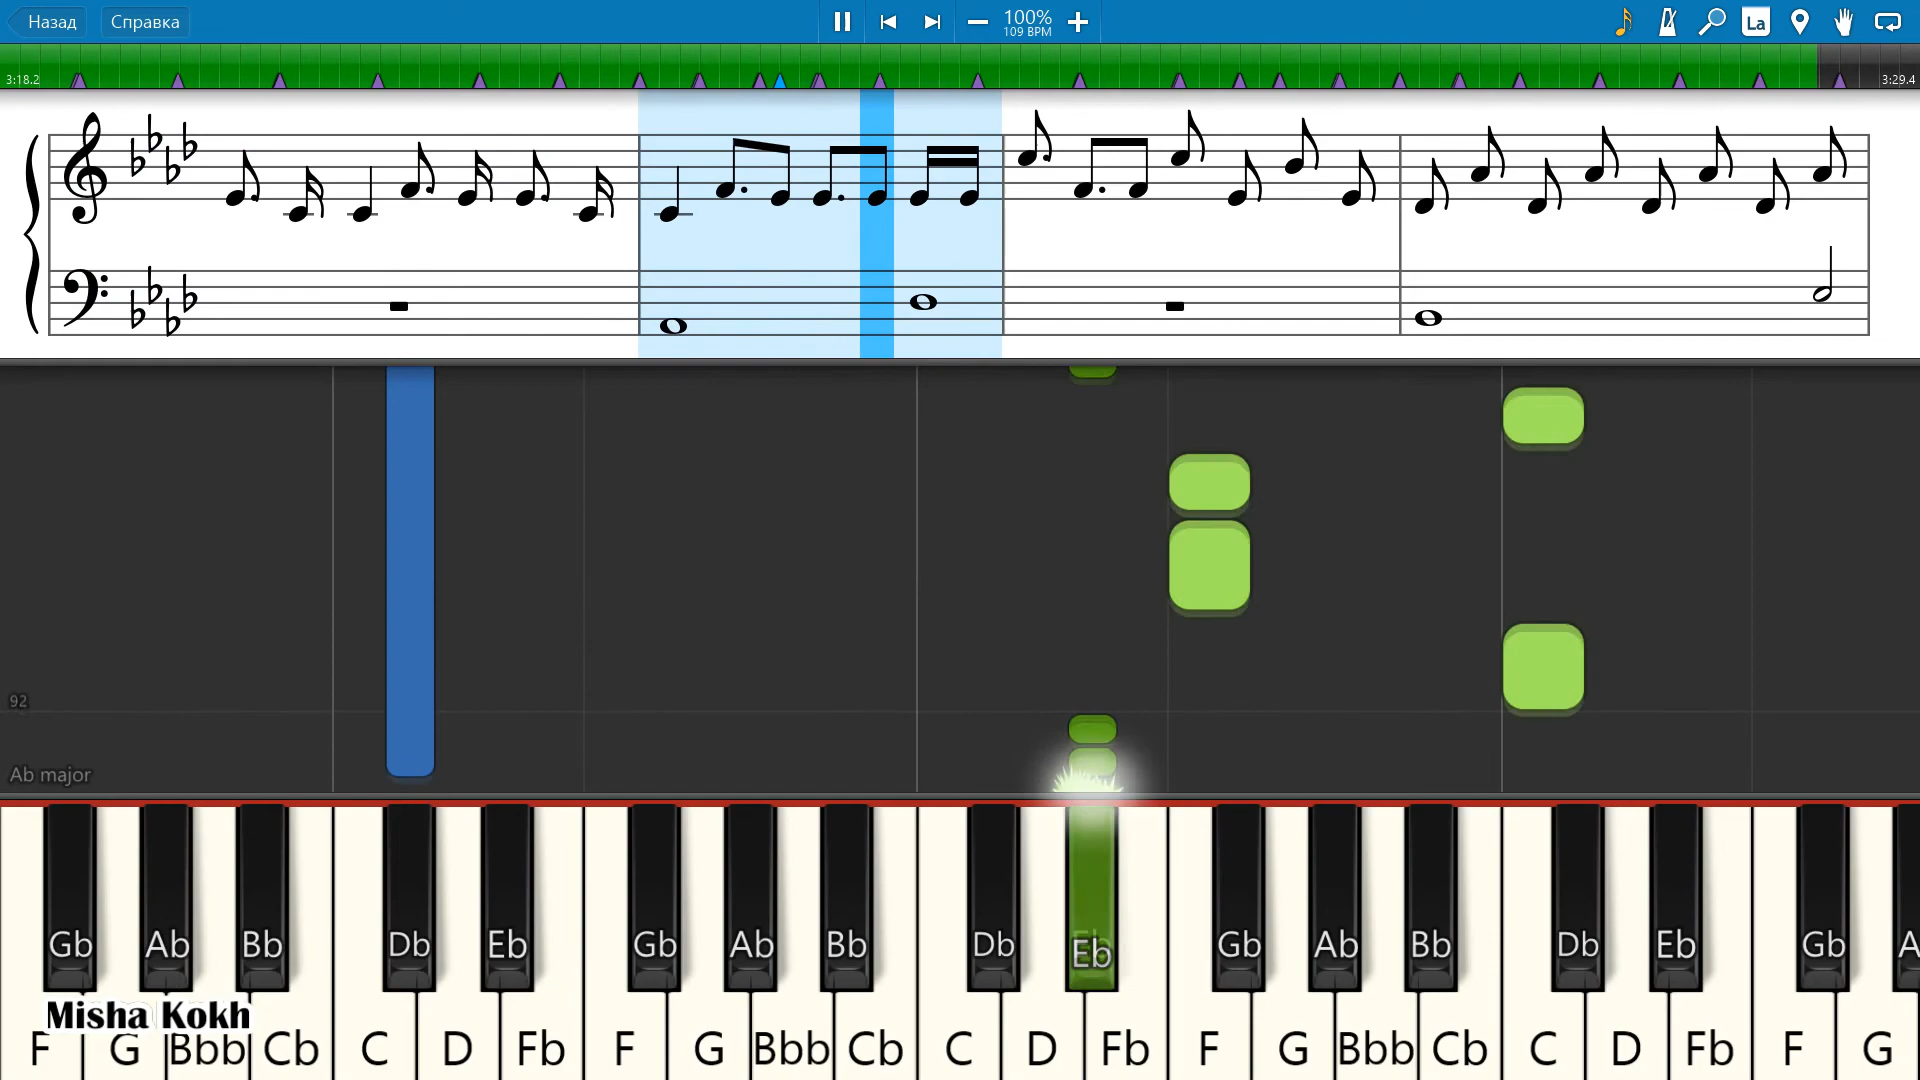 Назад Справка 100% La
109 BPM
3:18.2 3:29.4
92
Ab major
Gb Ab Bb Db Eb Gb Ab Bb Db Eb Gb Ab Bb Db Eb Gb A
Misha Kokh
F G Bbb Cb C D Fb F G Bbb Cb C D Fb F G Bbb Cb C D Fb F G